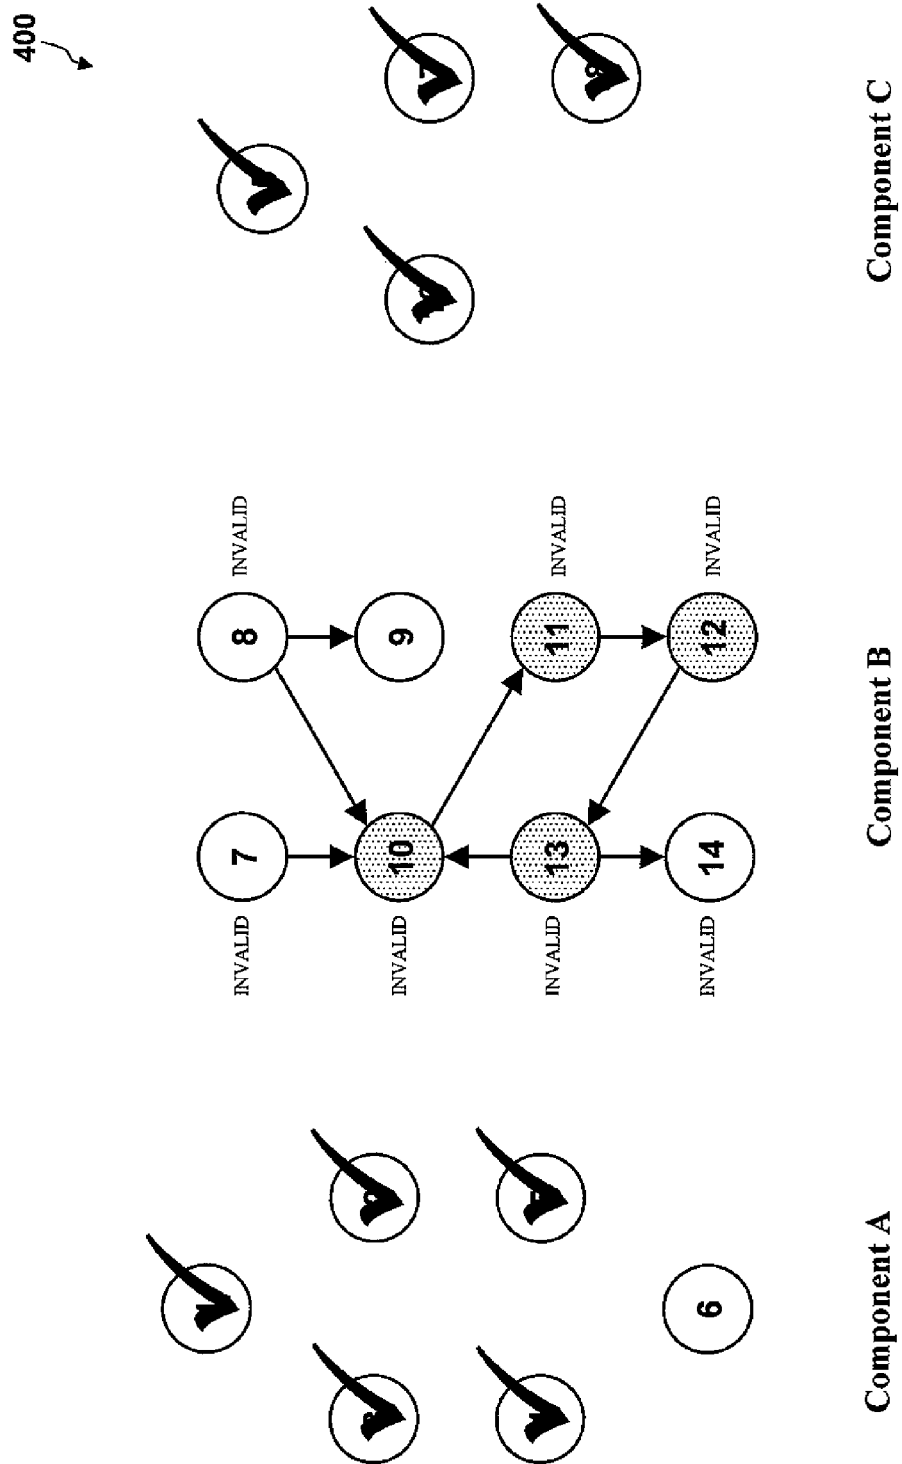 400
6
Component A
INVALID
7
8
INVALID
INVALID
10
9
INVALID
13
11
INVALID
INVALID
14
12
INVALID
Component B
Component C